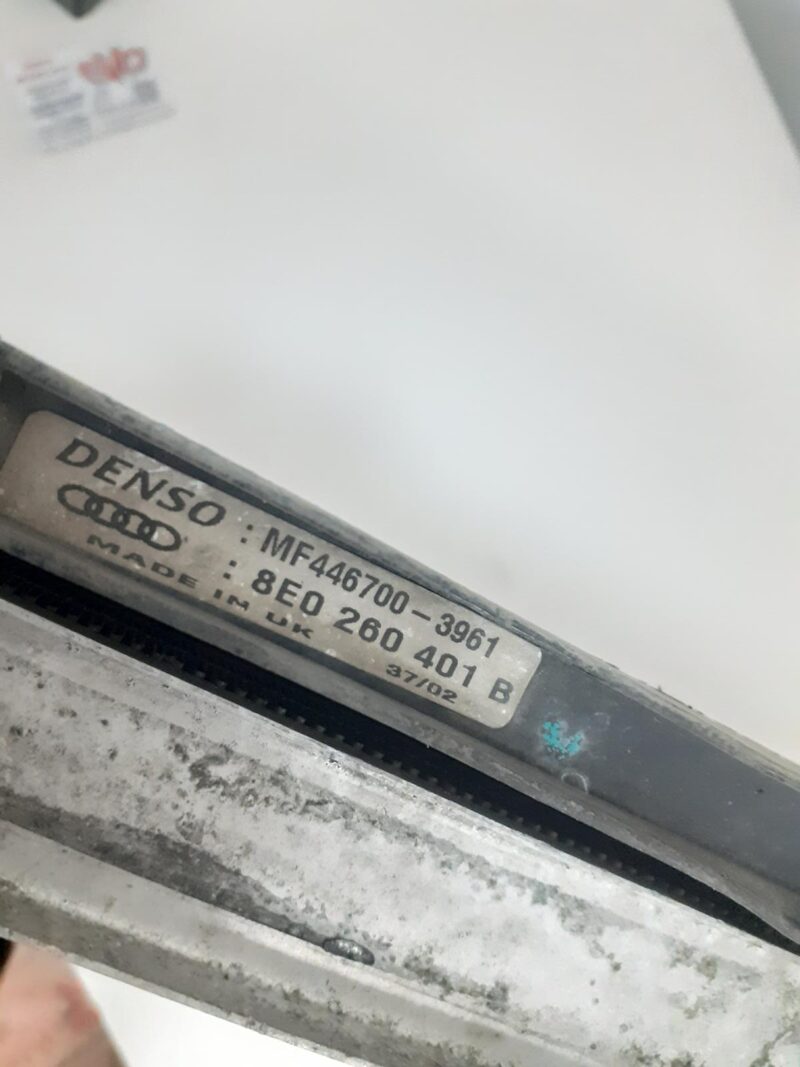 DENSO : MF446700-3961
: 8E0 260 401 B
MADE IN UK 37/02